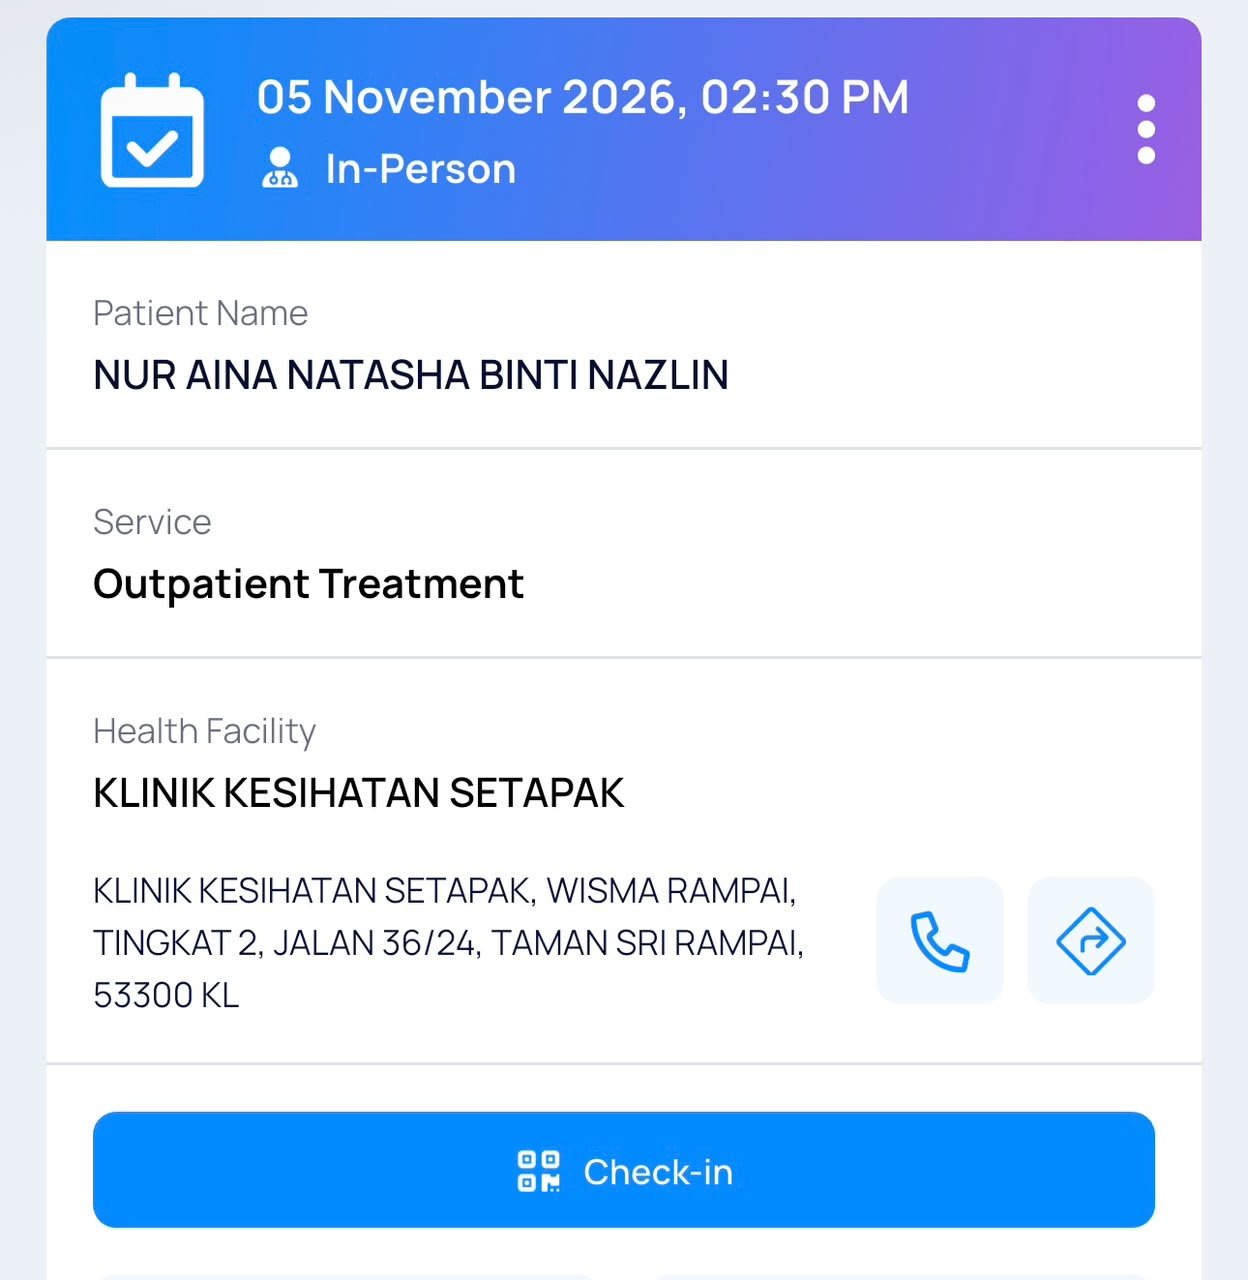 05 November 2026, 02:30 PM
In-Person
Patient Name
NUR AINA NATASHA BINTI NAZLIN
Service
Outpatient Treatment
Health Facility
KLINIK KESIHATAN SETAPAK
KLINIK KESIHATAN SETAPAK, WISMA RAMPAI,
TINGKAT 2, JALAN 36/24, TAMAN SRI RAMPAI,
53300 KL
Check-in